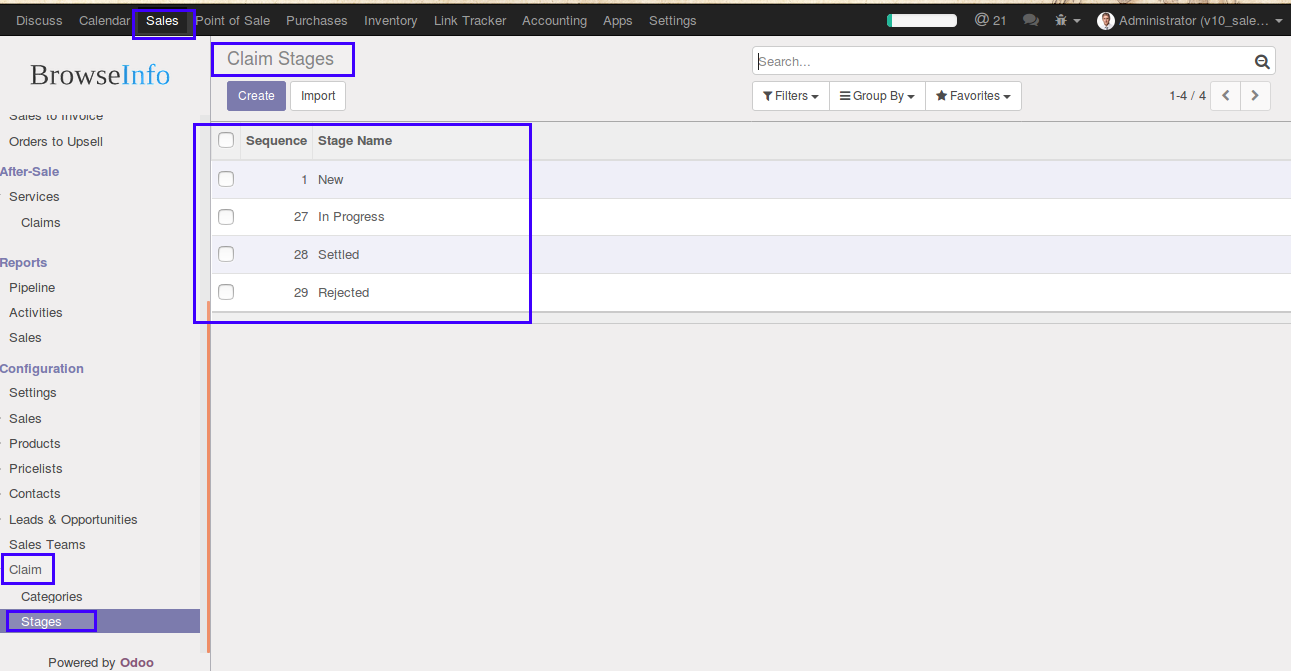 Discuss Calendar Sales Point of Sale Purchases Inventory Link Tracker Accounting Apps Settings @ 21 Administrator (v10_sale...
BrowseInfo
Sales to Invoice
Orders to Upsell
After-Sale
Services
Claims
Reports
Pipeline
Activities
Sales
Configuration
Settings
Sales
Products
Pricelists
Contacts
Leads & Opportunities
Sales Teams
Claim
Categories
Stages
Powered by Odoo
Claim Stages
Search...
Create Import
Filters Group By Favorites 1-4 / 4
Sequence Stage Name
1 New
27 In Progress
28 Settled
29 Rejected